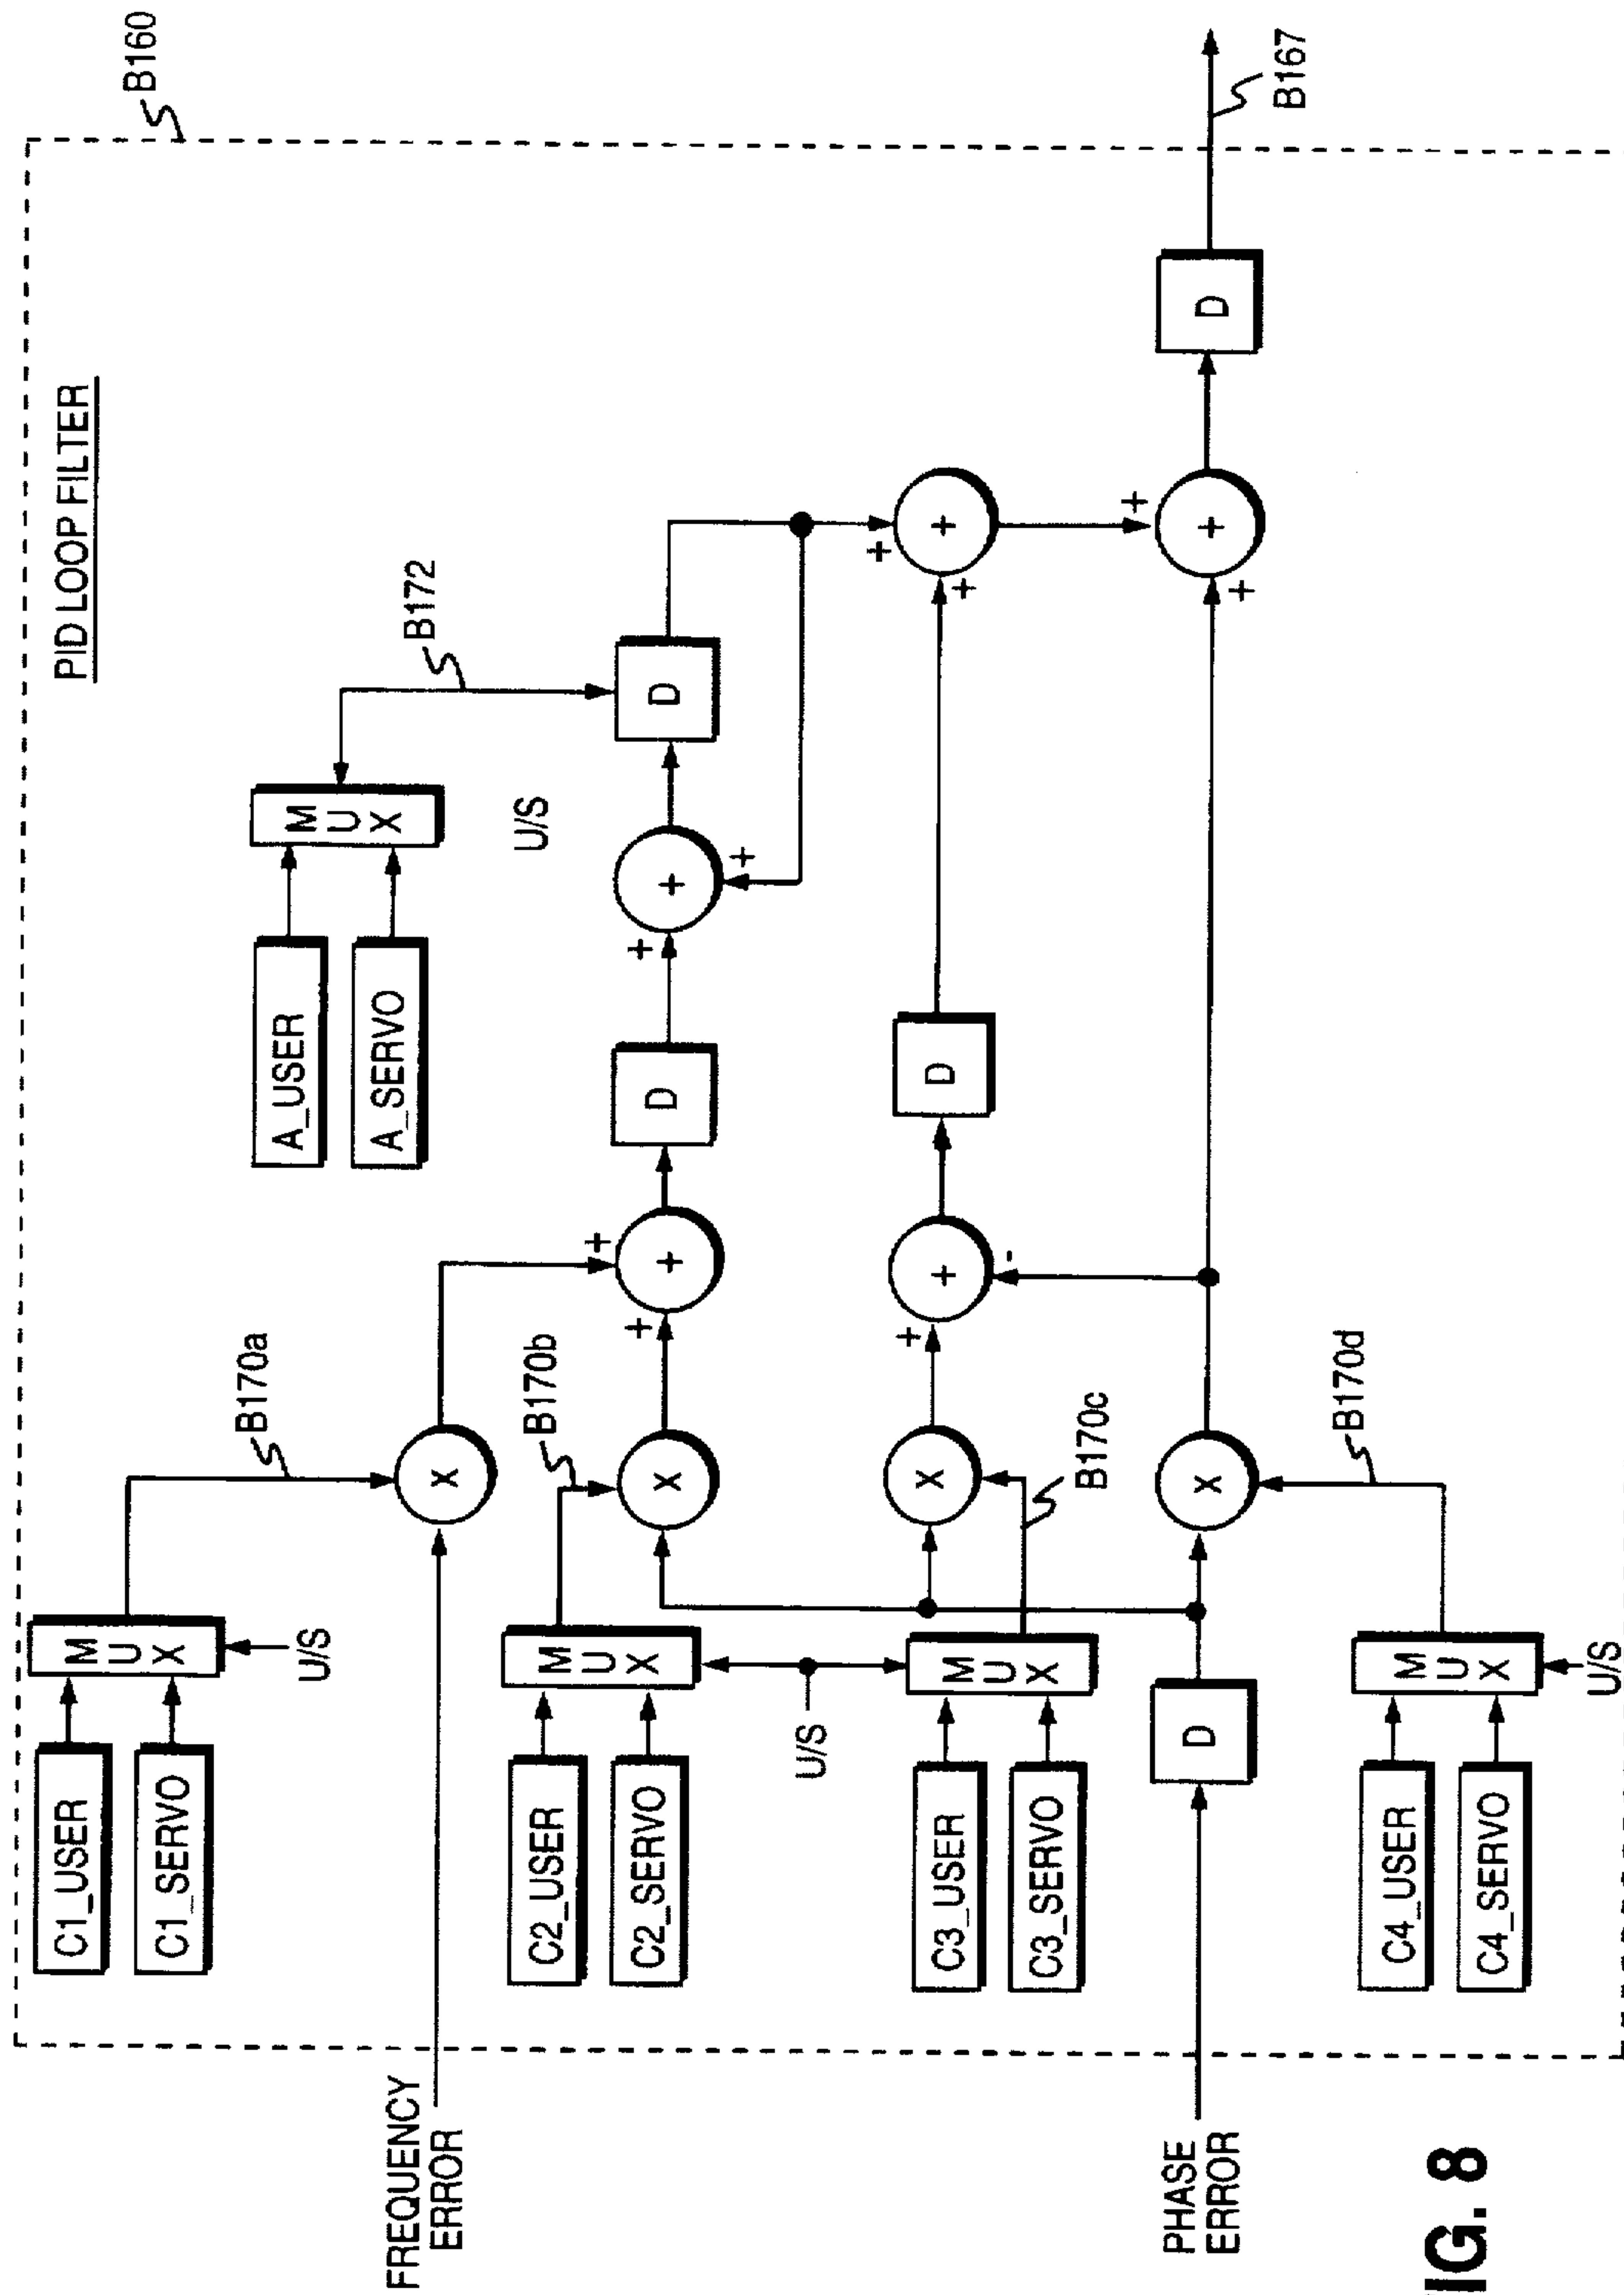 PID LOOP FILTER
B160
C1_USER
C1_SERVO
MUX
U/S
B170a
X
+
+
A_USER
A_SERVO
MUX
B172
U/S
FREQUENCY
ERROR
C2_USER
C2_SERVO
MUX
B170b
X
+
+
D
+
+
+
D
U/S
C3_USER
C3_SERVO
MUX
B170c
X
+
+
-
D
+
+
+
PHASE
ERROR
D
X
+
+
+
D
B167
C4_USER
C4_SERVO
MUX
U/S
B170d
IG. 8